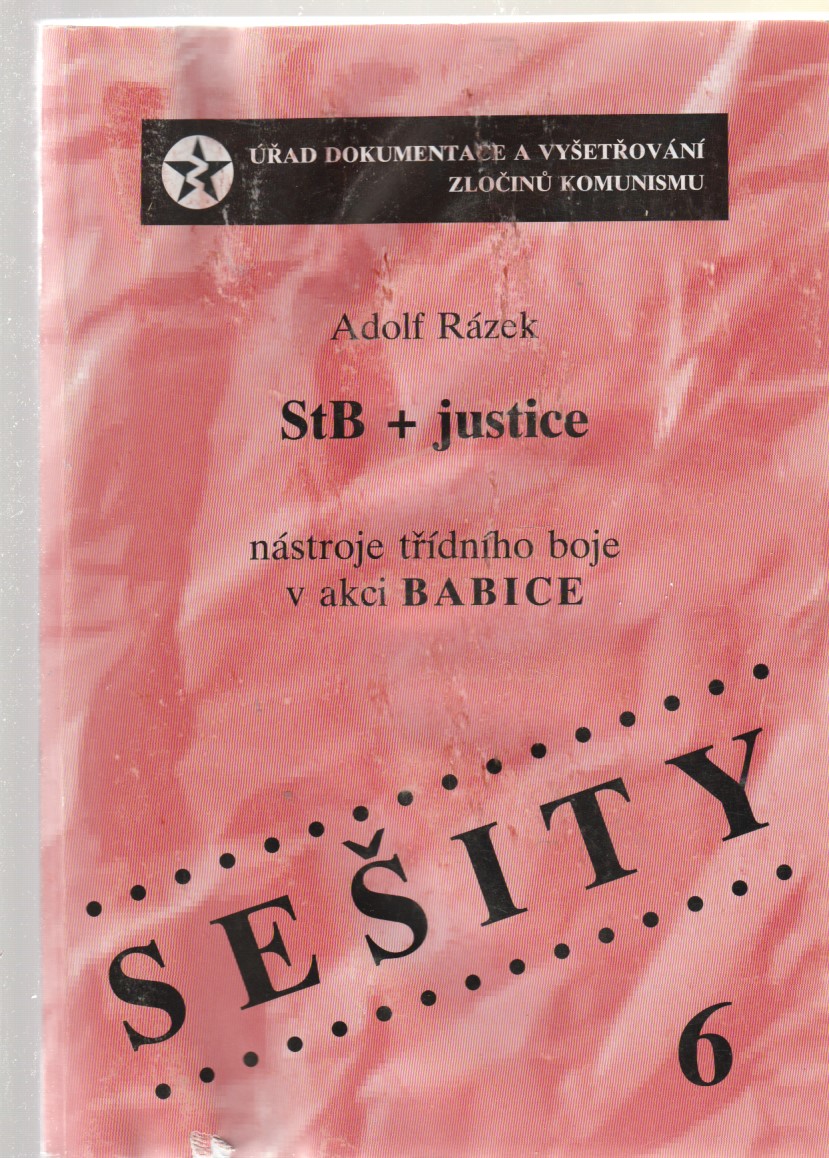 ÚŘAD DOKUMENTACE A VYŠETŘOVÁNÍ
ZLOČINŮ KOMUNISMU
Adolf Rázek
StB + justice
nástroje třídního boje
v akci BABICE
SEŠITY
6